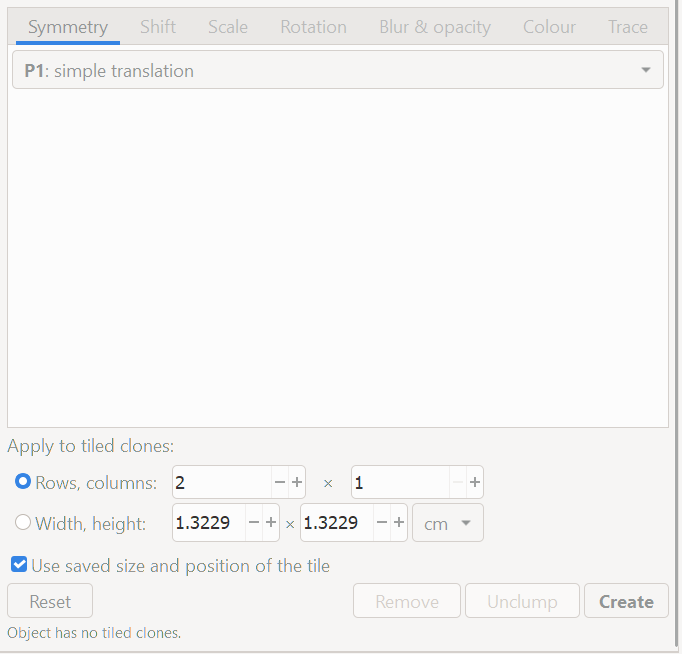 Symmetry Shift Scale Rotation Blur & opacity Colour Trace
P1: simple translation
Apply to tiled clones:
Rows, columns: 2 − + × 1 − +
Width, height: 1.3229 − + × 1.3229 − + cm
Use saved size and position of the tile
Reset Remove Unclump Create
Object has no tiled clones.